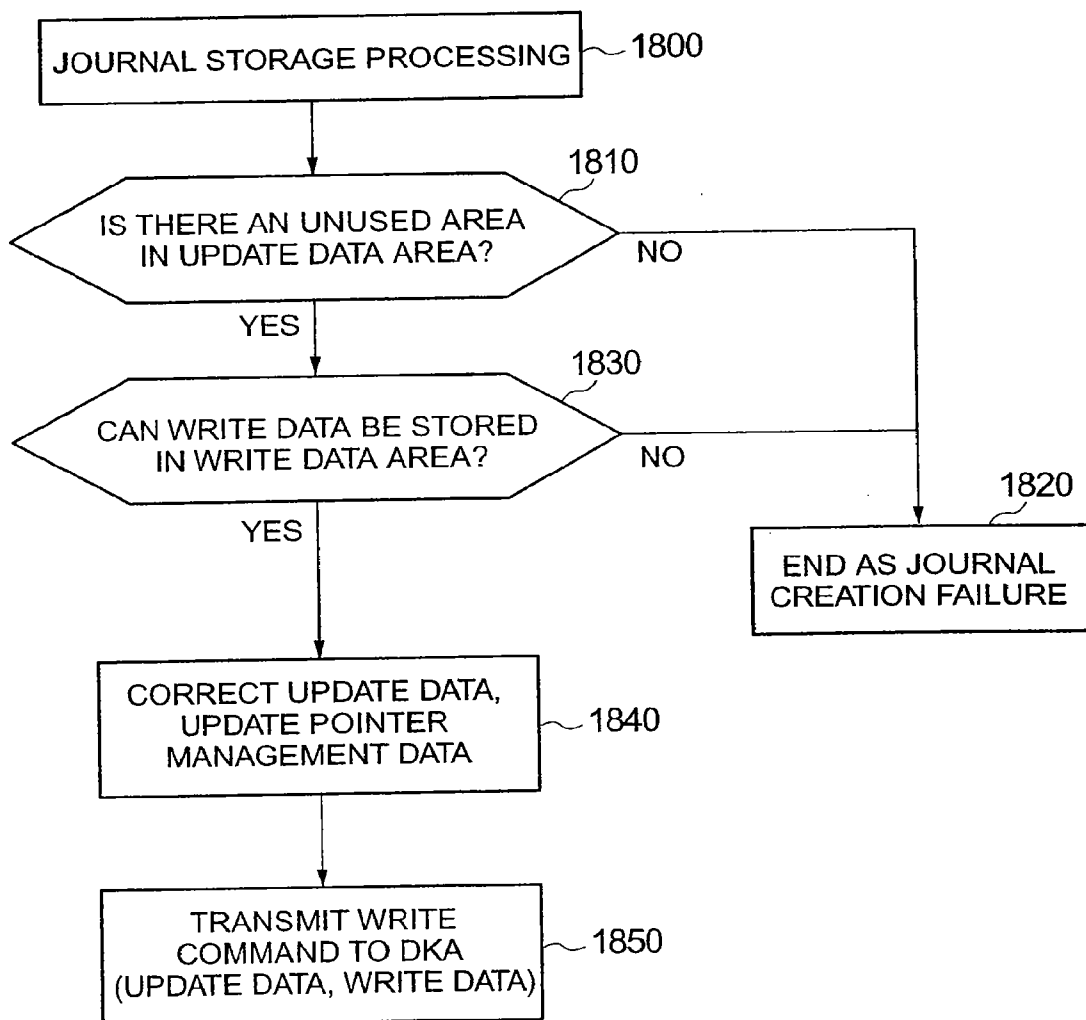 JOURNAL STORAGE PROCESSING
1800
1810
IS THERE AN UNUSED AREA
IN UPDATE DATA AREA?
NO
YES
1830
CAN WRITE DATA BE STORED
IN WRITE DATA AREA?
NO
YES
1820
END AS JOURNAL
CREATION FAILURE
CORRECT UPDATE DATA,
UPDATE POINTER
MANAGEMENT DATA
1840
TRANSMIT WRITE
COMMAND TO DKA
(UPDATE DATA, WRITE DATA)
1850